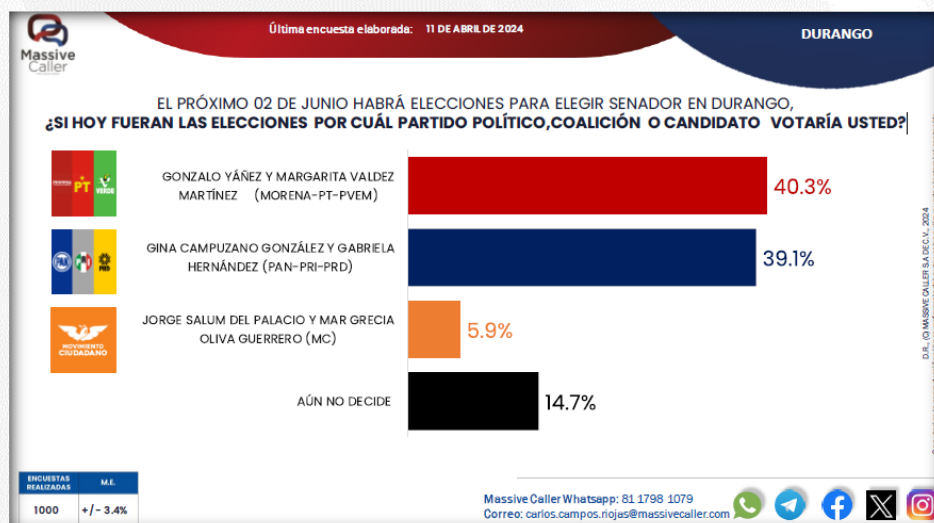 Massive
Caller
Última encuesta elaborada: 11 DE ABRIL DE 2024
DURANGO
EL PRÓXIMO 02 DE JUNIO HABRÁ ELECCIONES PARA ELEGIR SENADOR EN DURANGO,
¿SI HOY FUERAN LAS ELECCIONES POR CUÁL PARTIDO POLÍTICO,COALICIÓN O CANDIDATO VOTARÍA USTED?
PT
VERDE
GONZALO YÁÑEZ Y MARGARITA VALDEZ
MARTÍNEZ (MORENA-PT-PVEM)
40.3%
PAN
PRI
PRD
GINA CAMPUZANO GONZÁLEZ Y GABRIELA
HERNÁNDEZ (PAN-PRI-PRD)
39.1%
MOVIMIENTO
CIUDADANO
JORGE SALUM DEL PALACIO Y MAR GRECIA
OLIVA GUERRERO (MC)
5.9%
AÚN NO DECIDE
14.7%
D.R., (C) MASSIVE CALLER S.A DE C.V., 2024
ENCUESTAS
REALIZADAS
M.E.
1000
+/- 3.4%
Massive Caller Whatsapp: 81 1798 1079
Correo: carlos.campos.riojas@massivecaller.com